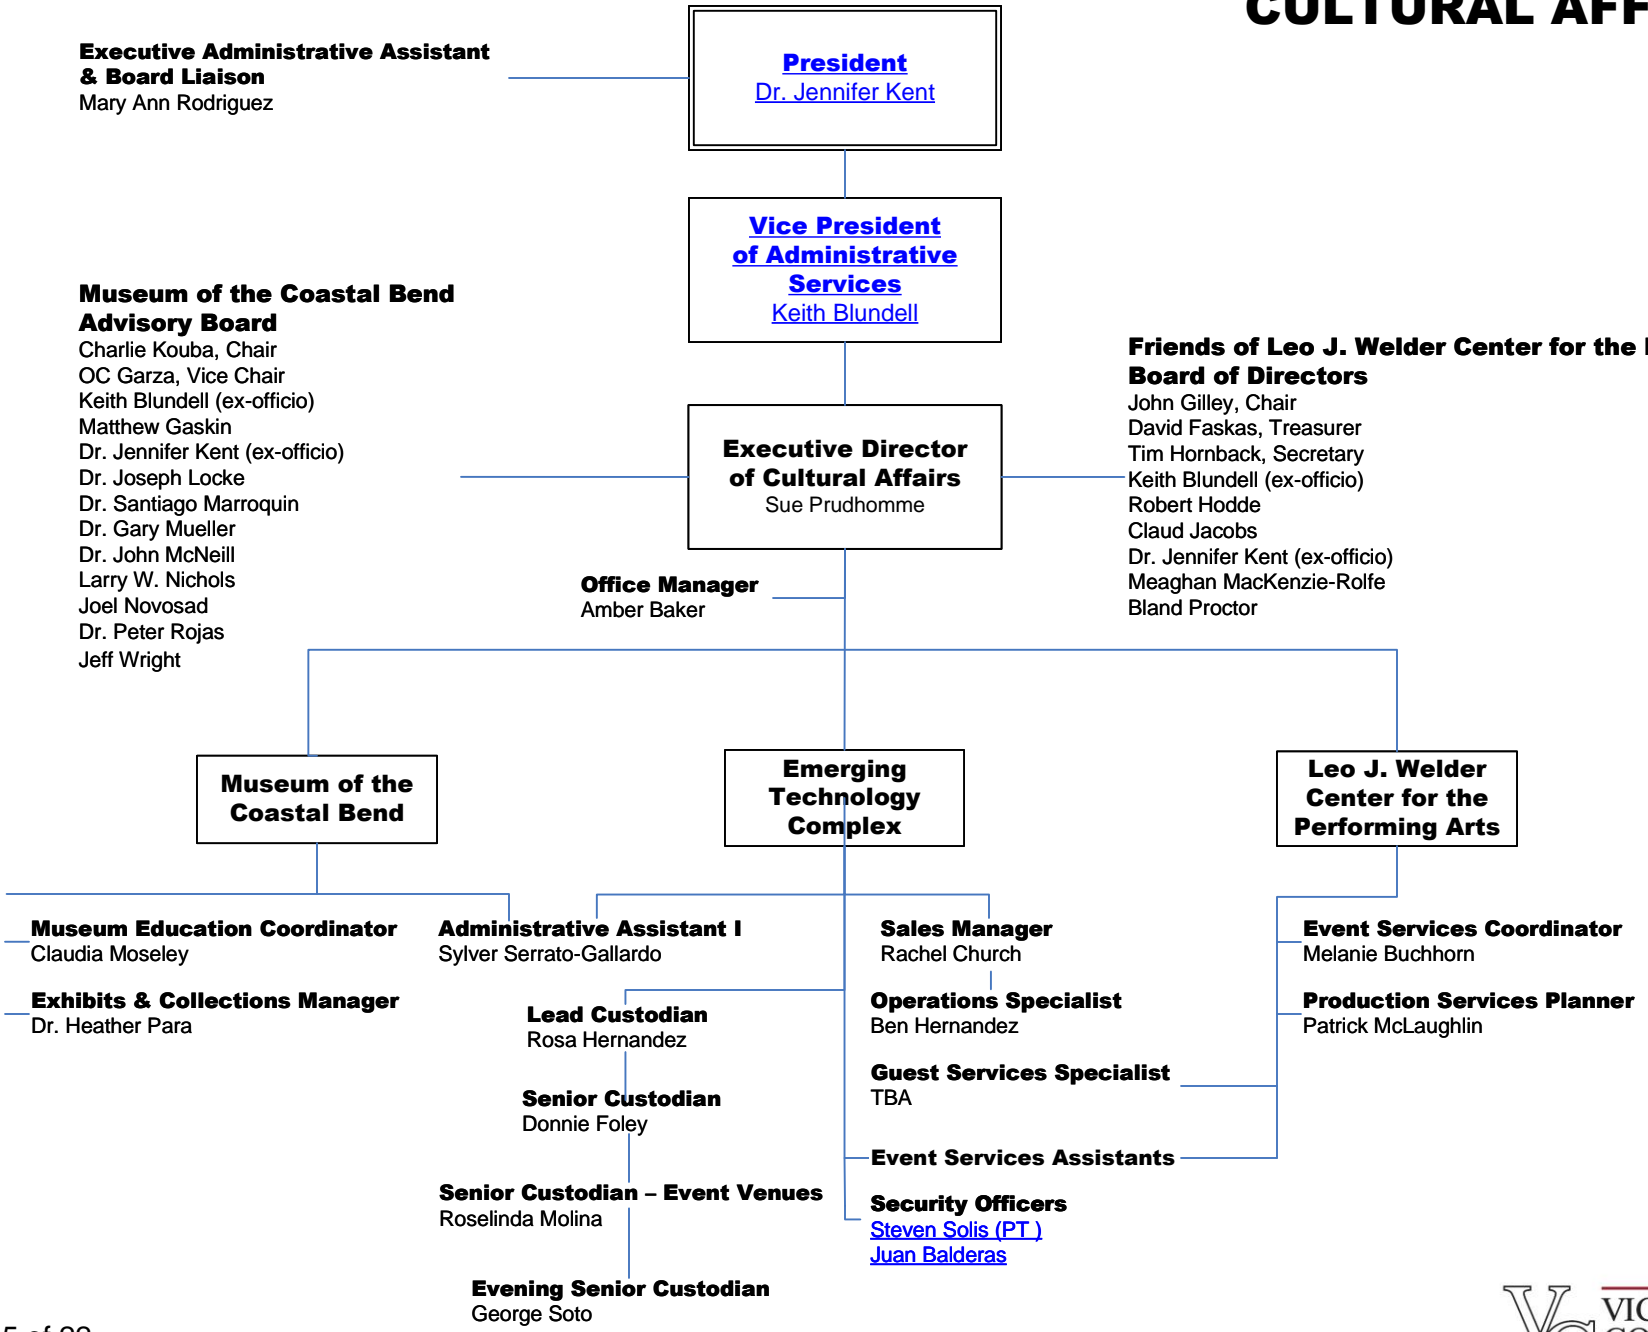 CULTURAL
Executive Administrative Assistant
& Board Liaison
Mary Ann Rodriguez
President
Dr. Jennifer Kent
Vice President
of Administrative
Services
Keith Blundell
Museum of the Coastal Bend
Advisory Board
Charlie Kouba, Chair
OC Garza, Vice Chair
Keith Blundell (ex-officio)
Matthew Gaskin
Dr. Jennifer Kent (ex-officio)
Dr. Joseph Locke
Dr. Santiago Marroquin
Dr. Gary Mueller
Dr. John McNeill
Larry W. Nichols
Joel Novosad
Dr. Peter Rojas
Jeff Wright
Executive Director
of Cultural Affairs
Sue Prudhomme
Friends of Leo J. Welder Center for the
Board of Directors
John Gilley, Chair
David Faskas, Treasurer
Tim Hornback, Secretary
Keith Blundell (ex-officio)
Robert Hodde
Claud Jacobs
Dr. Jennifer Kent (ex-officio)
Meaghan MacKenzie-Rolfe
Bland Proctor
Office Manager
Amber Baker
Museum of the
Coastal Bend
Emerging
Technology
Complex
Leo J. Welder
Center for the
Performing Arts
Museum Education Coordinator
Claudia Moseley
Exhibits & Collections Manager
Dr. Heather Para
Administrative Assistant I
Sylver Serrato-Gallardo
Lead Custodian
Rosa Hernandez
Senior Custodian
Donnie Foley
Senior Custodian – Event Venues
Roselinda Molina
Evening Senior Custodian
George Soto
Sales Manager
Rachel Church
Operations Specialist
Ben Hernandez
Guest Services Specialist
TBA
Event Services Assistants
Security Officers
Steven Solis (PT )
Juan Balderas
Event Services Coordinator
Melanie Buchhorn
Production Services Planner
Patrick McLaughlin